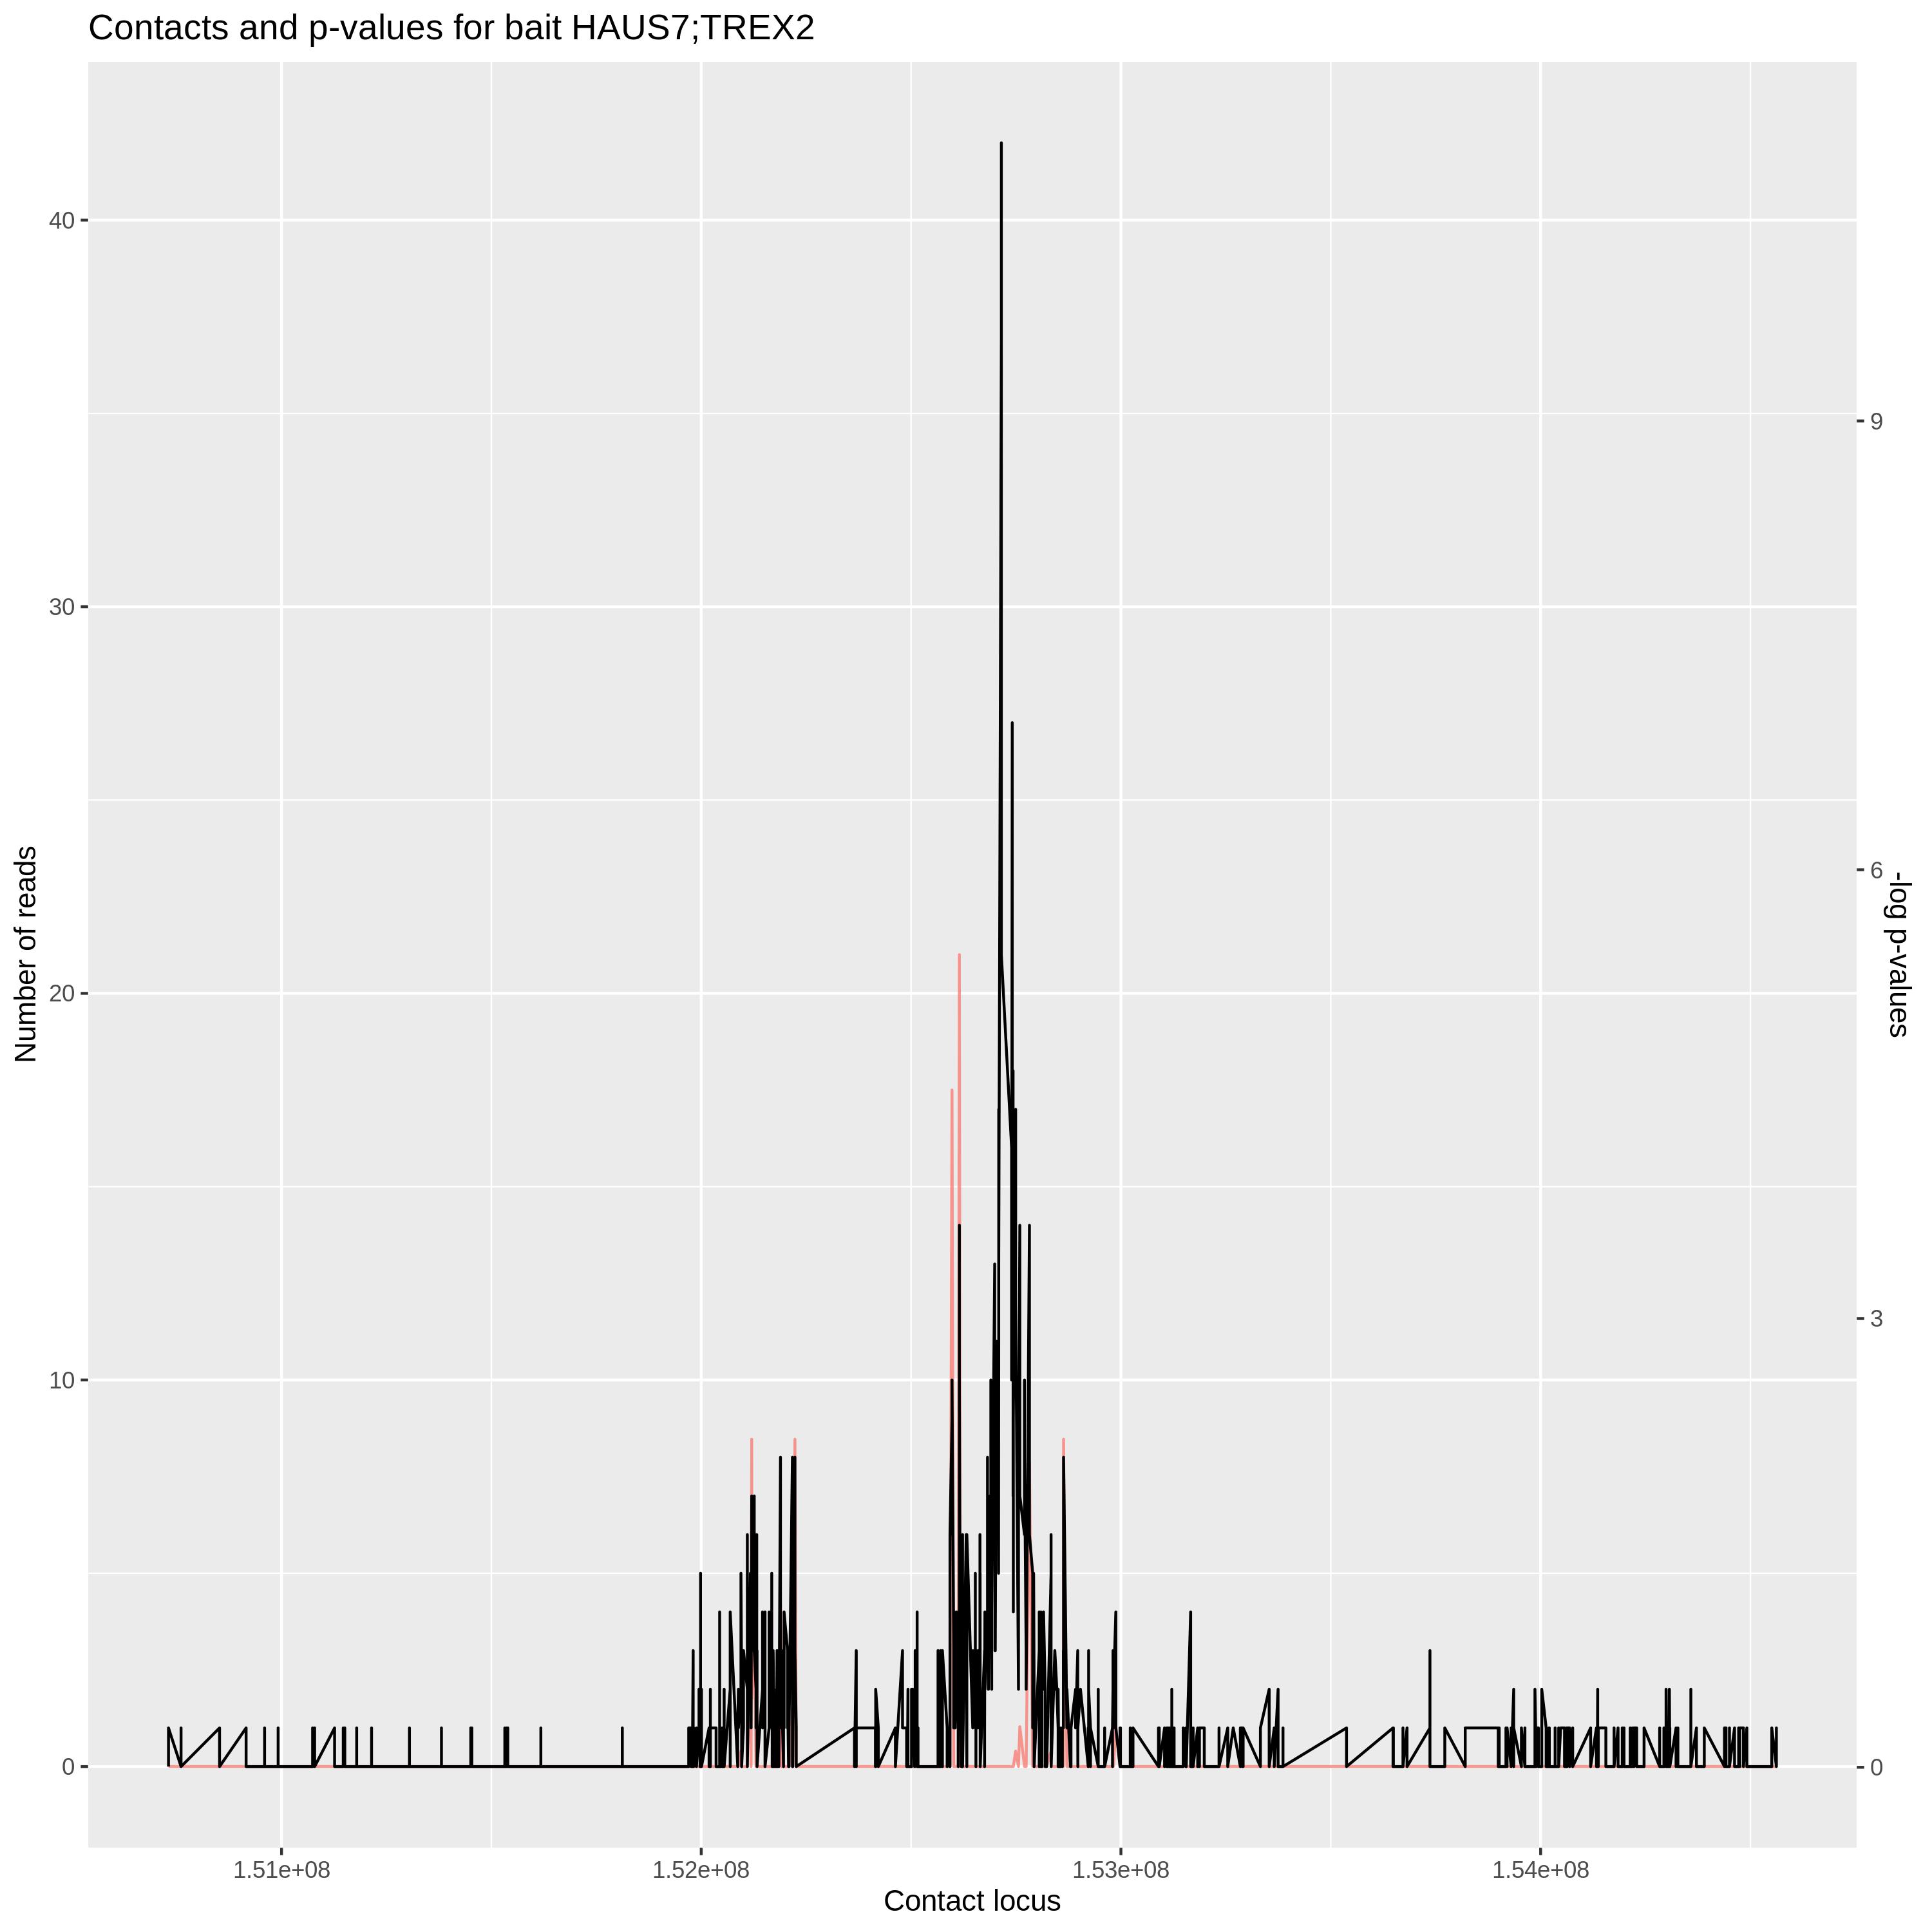 Contacts and p-values for bait HAUS7;TREX2
Number of reads
40
30
20
10
0
9
6
3
0
-log p-values
1.51e+08
1.52e+08
1.53e+08
1.54e+08
Contact locus